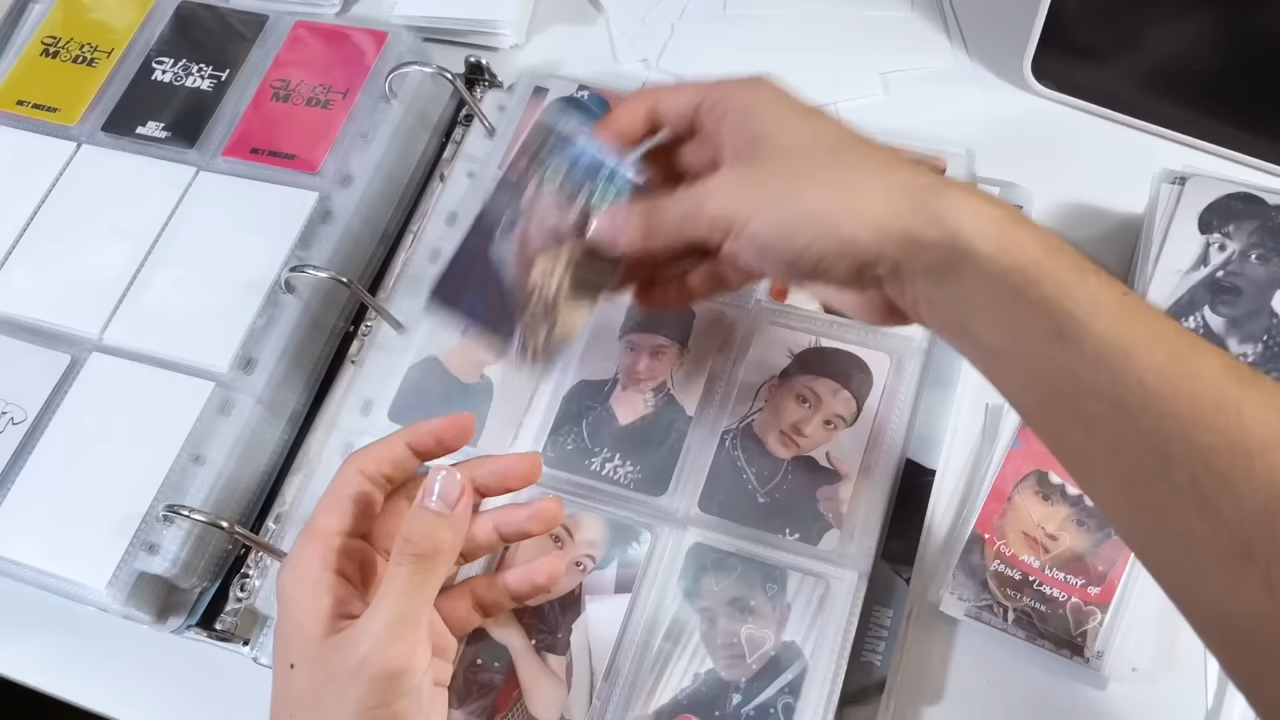 GLITCH
MODE
NCT DREAM
GLITCH
MODE
NCT
DREAM
GLITCH
MODE
NCT DREAM
YOU ARE WORTHY OF
BEING LOVED
- NCT MARK -
MARK